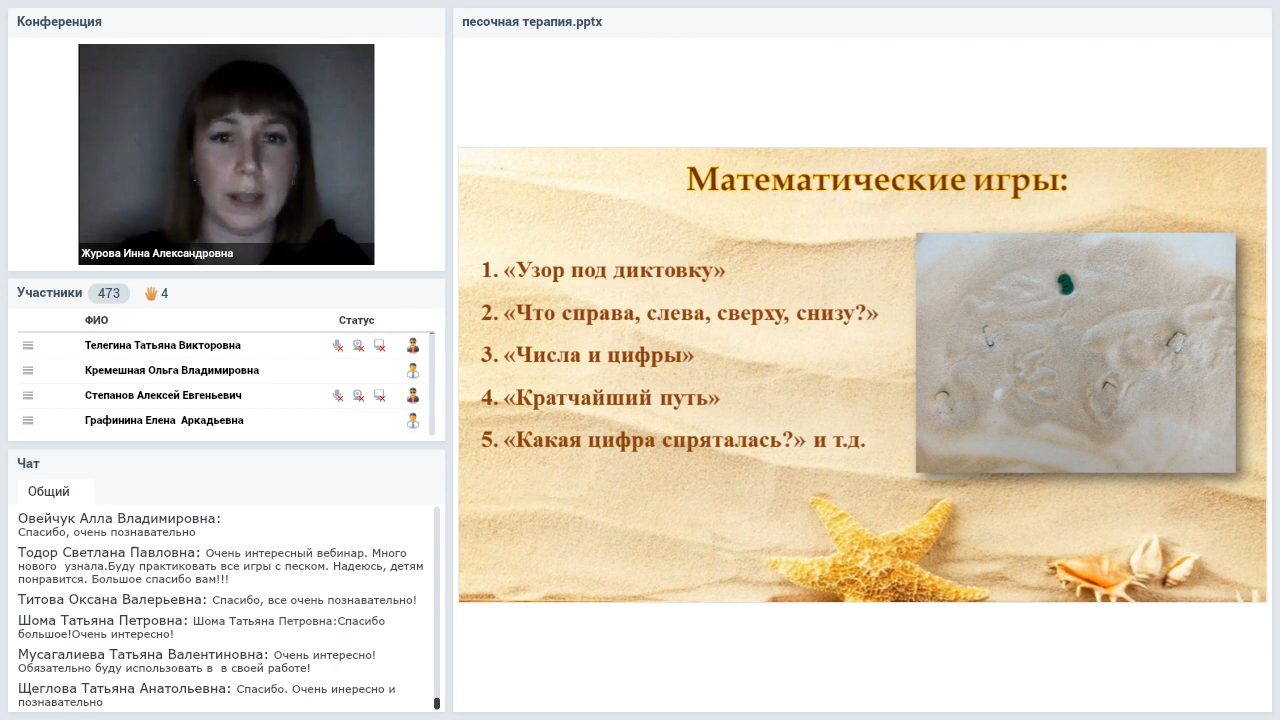 Конференция
Журова Инна Александровна
Участники 473 4
ФИО Статус
Телегина Татьяна Викторовна
Кремешная Ольга Владимировна
Степанов Алексей Евгеньевич
Графинина Елена  Аркадьевна
Чат
Общий
Овейчук Алла Владимировна:
Спасибо, очень познавательно
Тодор Светлана Павловна: Очень интересный вебинар. Много
нового  узнала.Буду практиковать все игры с песком. Надеюсь, детям
понравится. Большое спасибо вам!!!
Титова Оксана Валерьевна: Спасибо, все очень познавательно!
Шома Татьяна Петровна: Шома Татьяна Петровна:Спасибо
большое!Очень интересно!
Мусагалиева Татьяна Валентиновна: Очень интересно!
Обязательно буду использовать в  в своей работе!
Щеглова Татьяна Анатольевна: Спасибо. Очень инересно и
познавательно
песочная терапия.pptx
Математические игры:
1. «Узор под диктовку»
2. «Что справа, слева, сверху, снизу?»
3. «Числа и цифры»
4. «Кратчайший путь»
5. «Какая цифра спряталась?» и т.д.